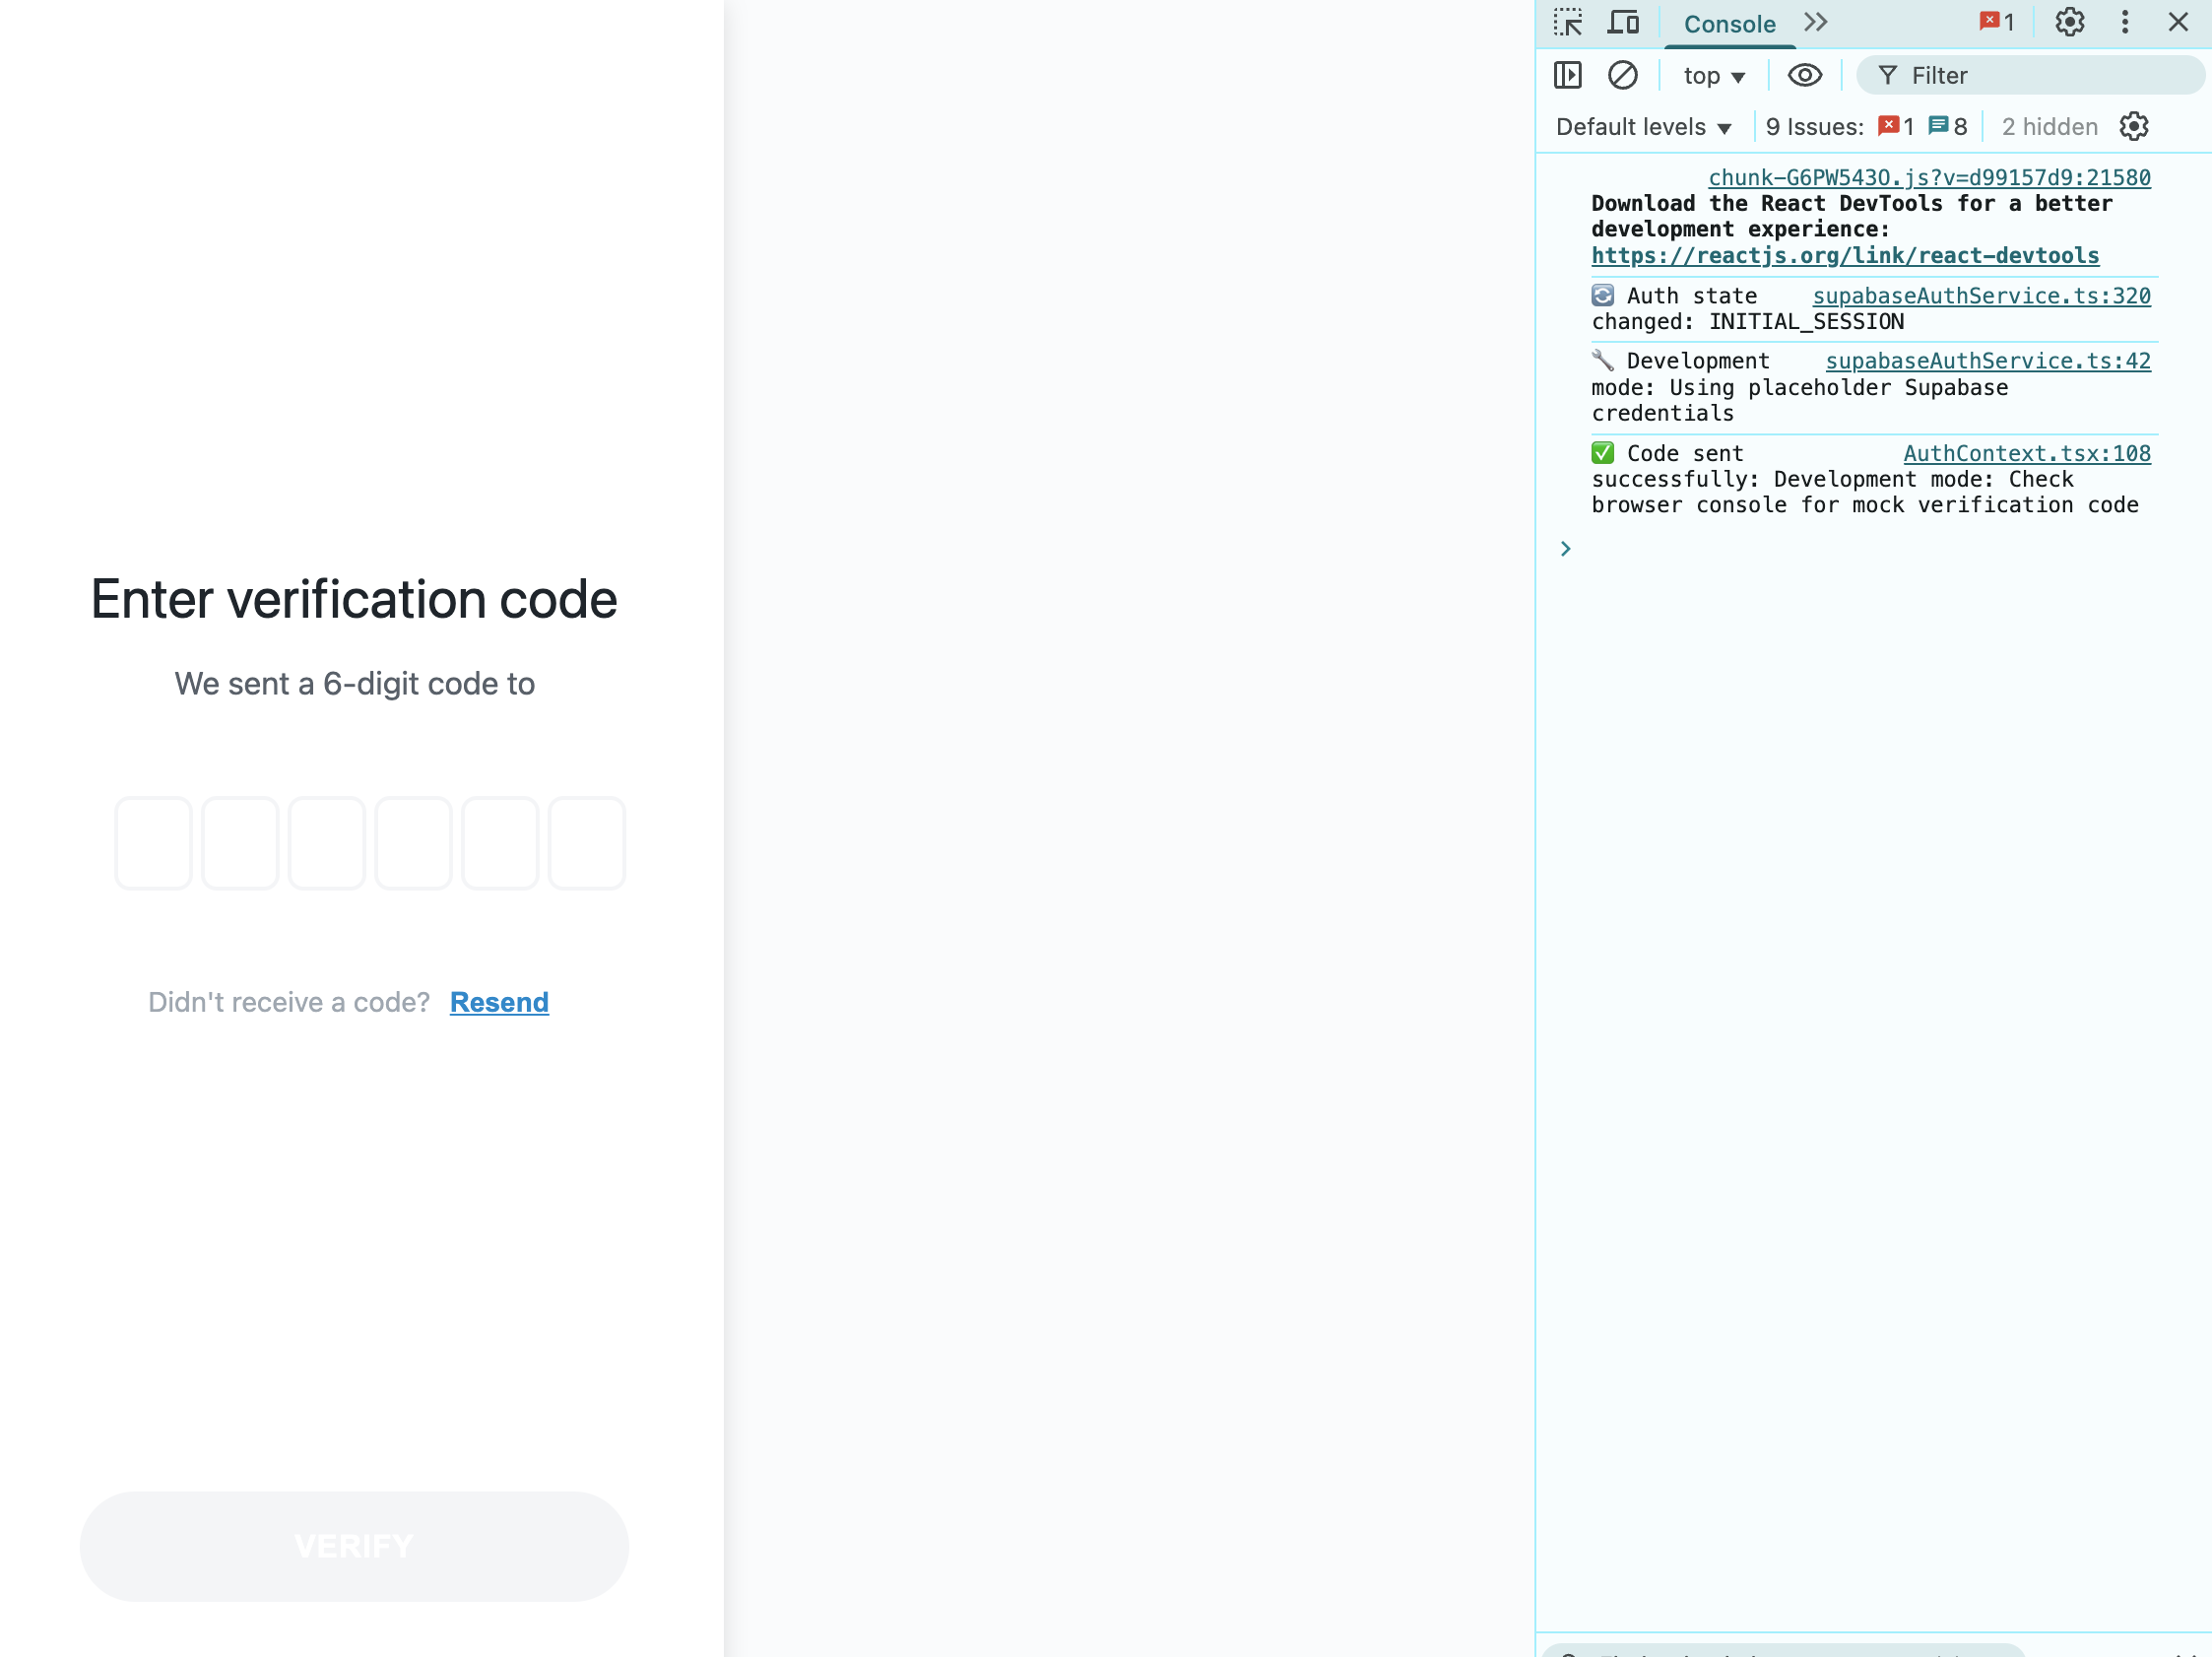 Enter verification code
We sent a 6-digit code to
Didn't receive a code? Resend
VERIFY
Console
1
top
Filter
Default levels
9 Issues: 1 8
2 hidden
chunk-G6PW543O.js?v=d99157d9:21580
Download the React DevTools for a better
development experience:
https://reactjs.org/link/react-devtools
🔄 Auth state supabaseAuthService.ts:320
changed: INITIAL_SESSION
🔧 Development supabaseAuthService.ts:42
mode: Using placeholder Supabase
credentials
✅ Code sent AuthContext.tsx:108
successfully: Development mode: Check
browser console for mock verification code